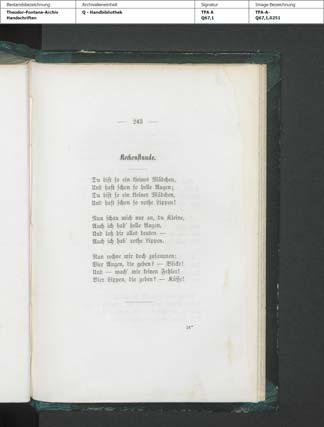 Bestandsbezeichnung Archivalieneinheit Signatur Image-Bezeichnung
Theodor-Fontane-Archiv Q - Handbibliothek TFA A TFA-A-
Handschriften Q67,1 Q67,1,0251
— 243 —
Rechenstunde.
Du bist so ein kleines Mädchen,
Und hast schon so helle Augen;
Du bist so ein kleines Mädchen,
Und hast schon so rothe Lippen!
Nun schau mich nur an, du Kleine,
Auch ich hab' helle Augen,
Und laß dir alles deuten —
Auch ich hab' rothe Lippen.
Nun rechne mir doch zusammen:
Vier Augen, die geben? — Blicke!
Und — mach' mir keinen Fehler!
Vier Lippen, die geben? — Küsse!
16*